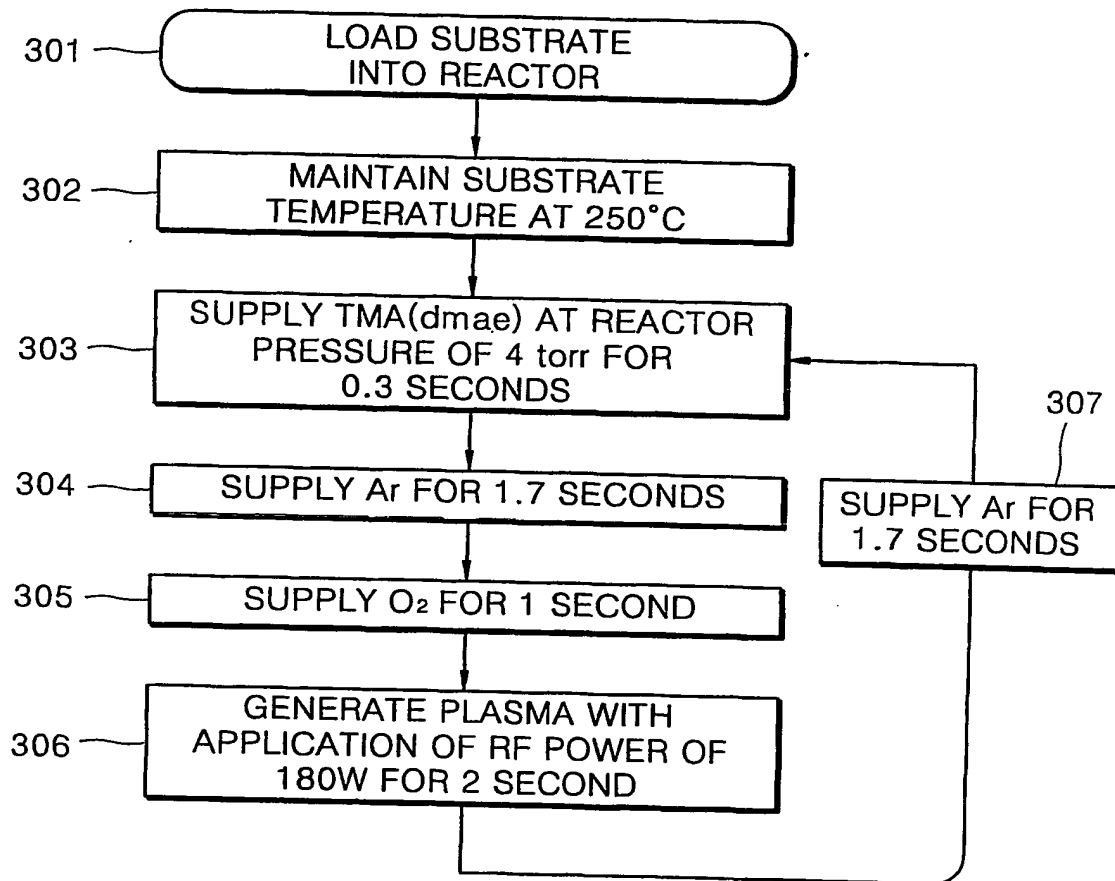 301
LOAD SUBSTRATE
INTO REACTOR
302
MAINTAIN SUBSTRATE
TEMPERATURE AT 250°C
303
SUPPLY TMA(dmae) AT REACTOR
PRESSURE OF 4 torr FOR
0.3 SECONDS
304
SUPPLY Ar FOR 1.7 SECONDS
305
SUPPLY O₂ FOR 1 SECOND
306
GENERATE PLASMA WITH
APPLICATION OF RF POWER OF
180W FOR 2 SECOND
307
SUPPLY Ar FOR
1.7 SECONDS